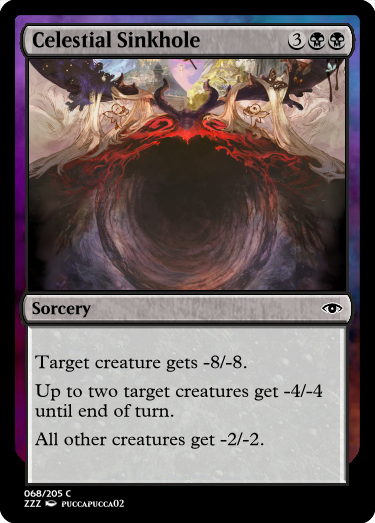 Celestial Sinkhole 3
Sorcery
Target creature gets -8/-8.
Up to two target creatures get -4/-4
until end of turn.
All other creatures get -2/-2.
068/205 C
ZZZ PUCCAPUCCA02